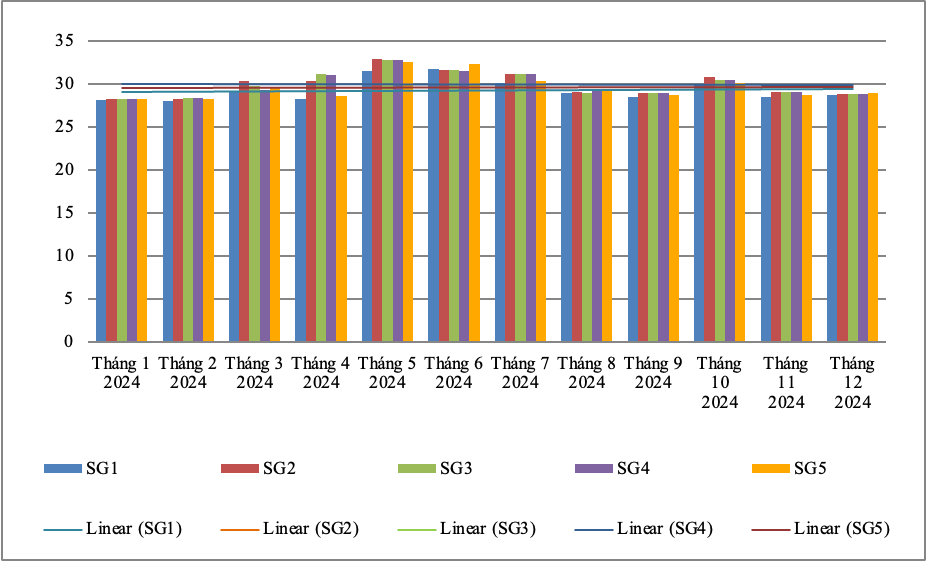 35
30
25
20
15
10
5
0
Tháng 1 Tháng 2 Tháng 3 Tháng 4 Tháng 5 Tháng 6 Tháng 7 Tháng 8 Tháng 9 Tháng Tháng Tháng
2024 2024 2024 2024 2024 2024 2024 2024 2024 10 11 12
2024 2024 2024
SG1 SG2 SG3 SG4 SG5
Linear (SG1) Linear (SG2) Linear (SG3) Linear (SG4) Linear (SG5)